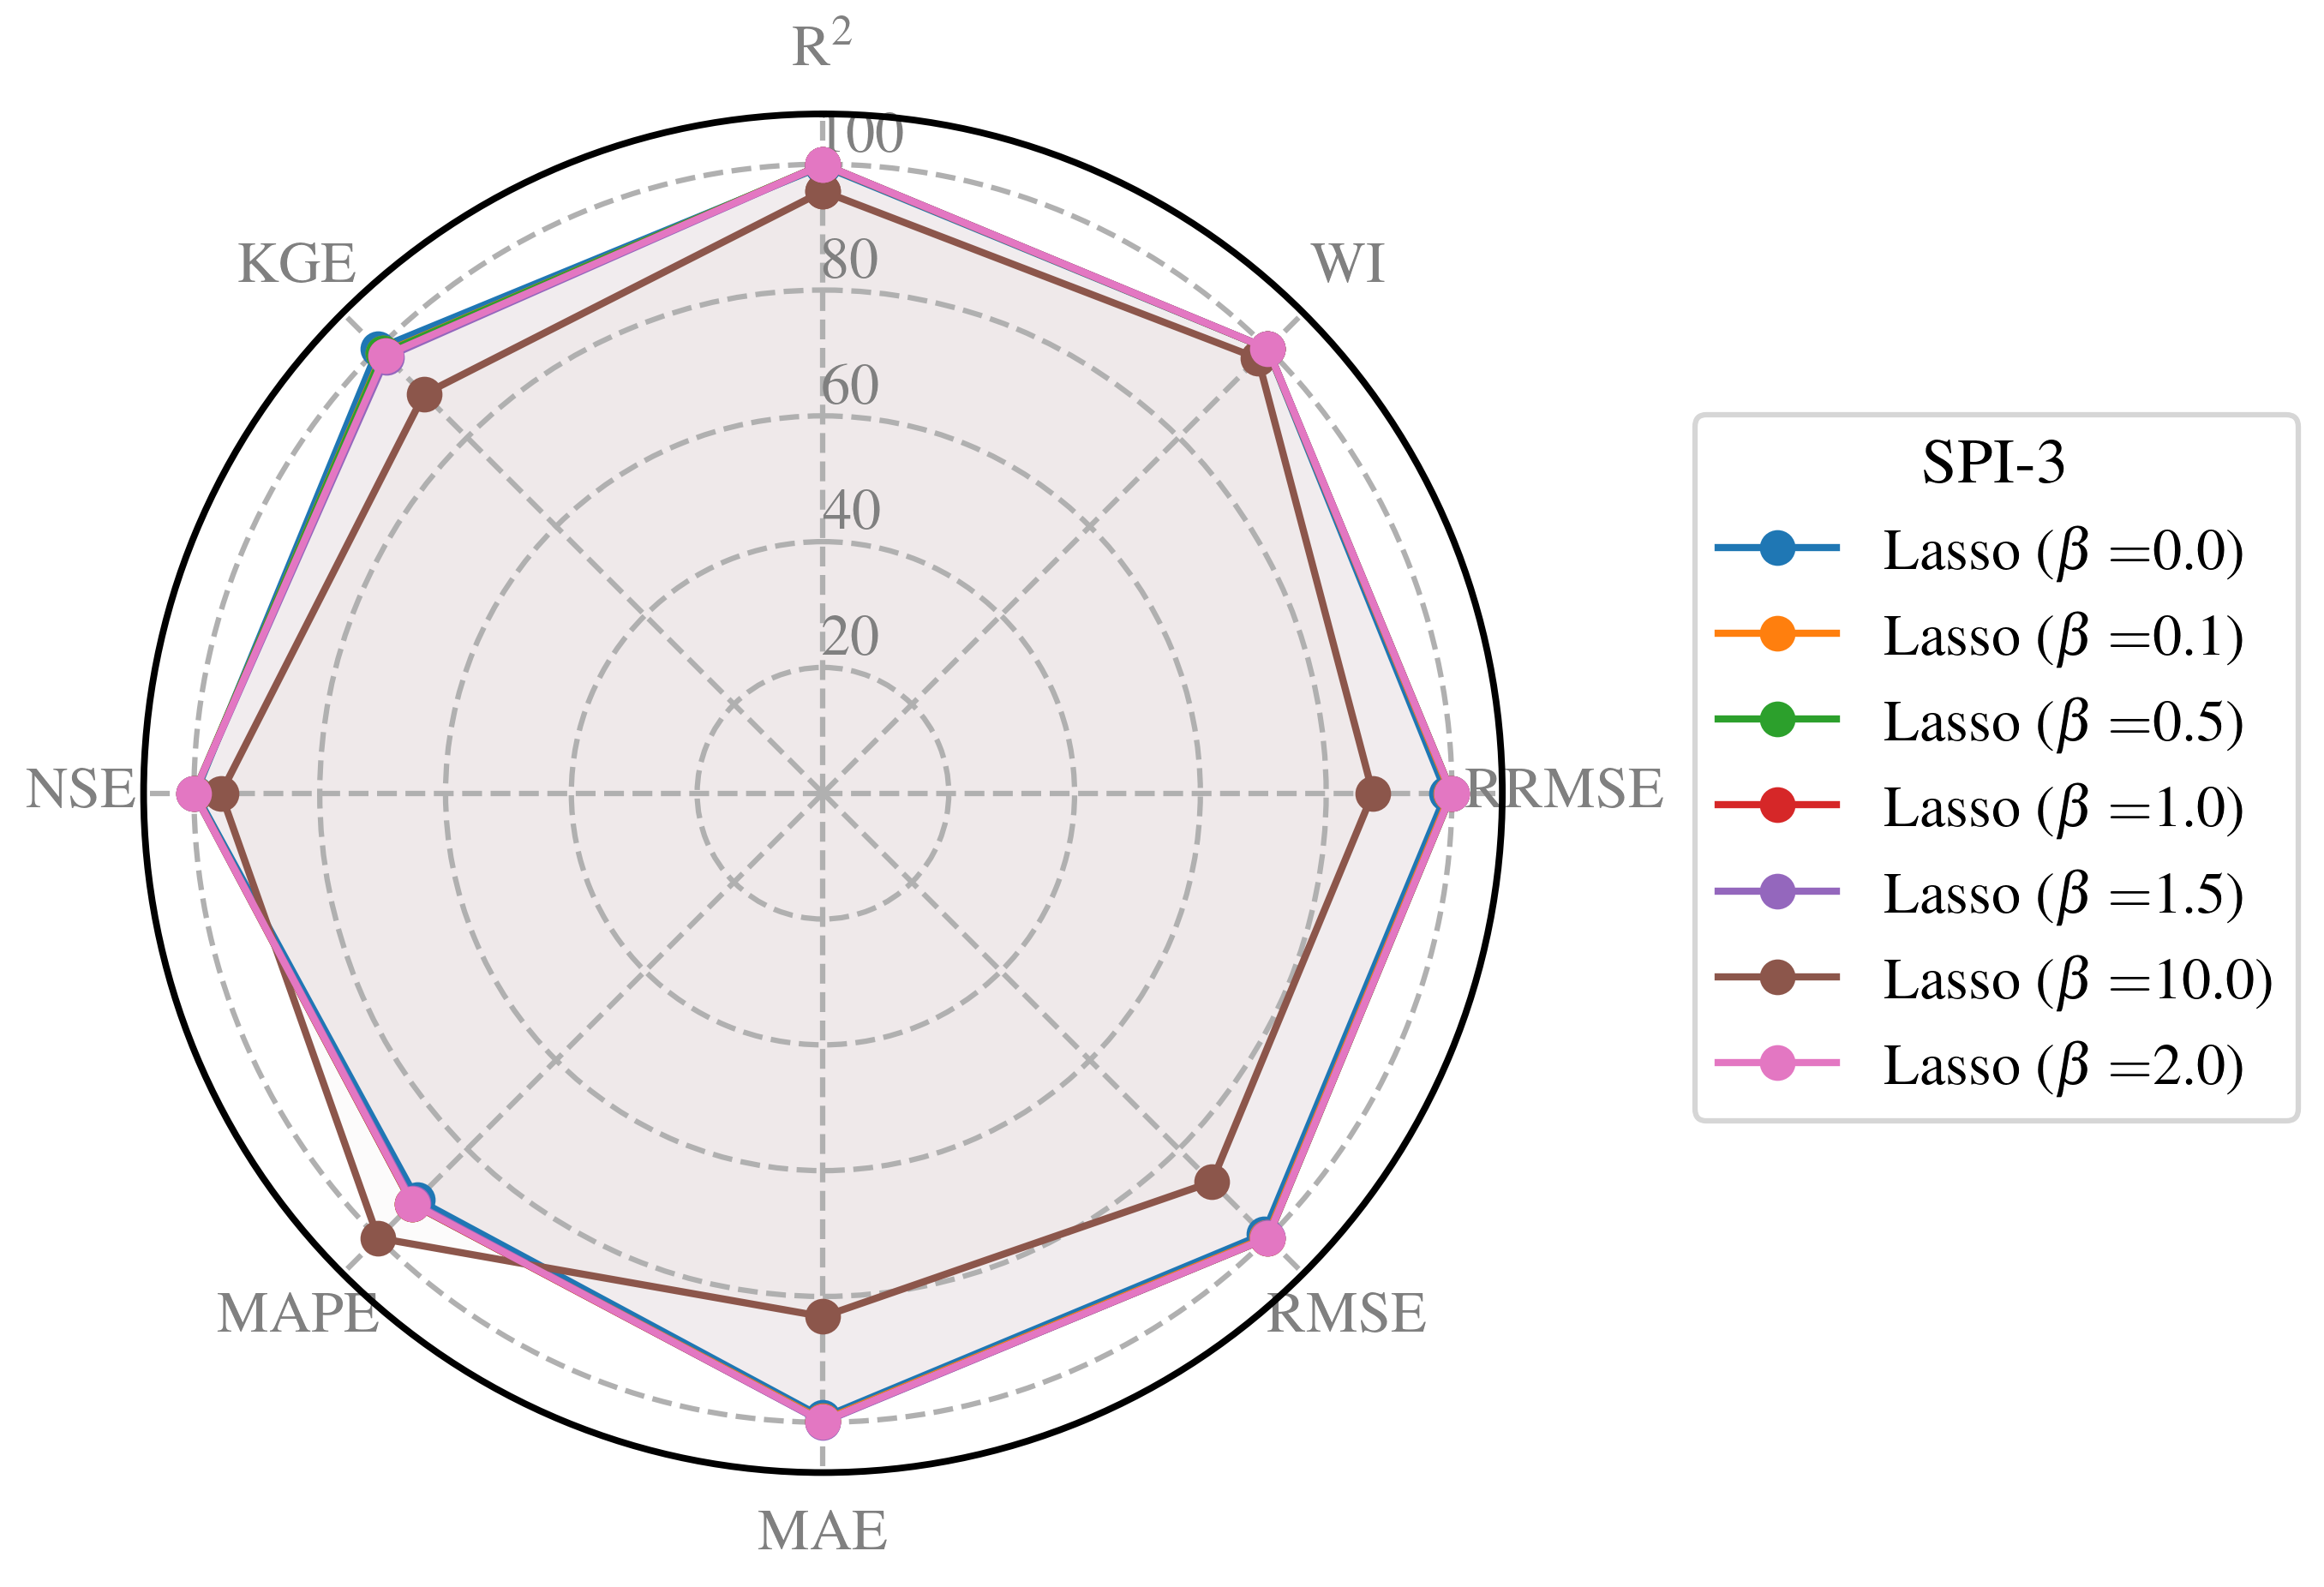 R²
100
KGE
WI
80
60
40
20
NSE
RRMSE
MAPE
RMSE
MAE
SPI-3
Lasso (β =0.0)
Lasso (β =0.1)
Lasso (β =0.5)
Lasso (β =1.0)
Lasso (β =1.5)
Lasso (β =10.0)
Lasso (β =2.0)